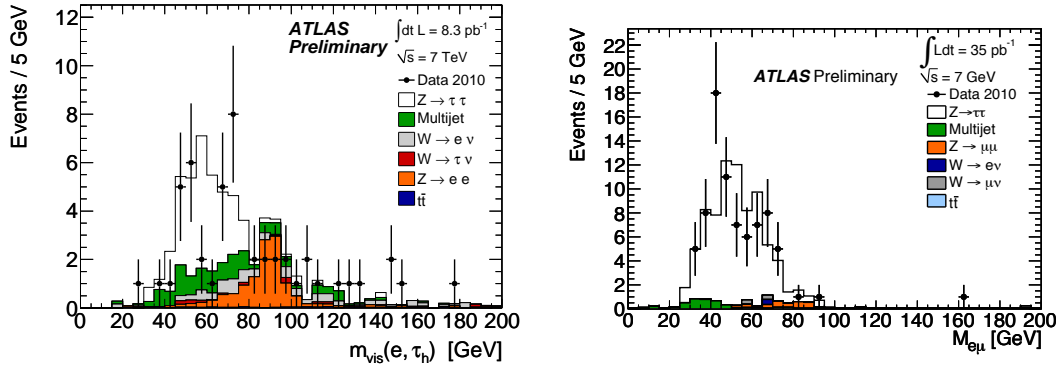 ATLAS
Preliminary
∫dt L = 8.3 pb⁻¹
√s = 7 TeV
Data 2010
Z → τ τ
Multijet
W → e ν
W → τ ν
Z → e e
tt̄
Events / 5 GeV
12
10
8
6
4
2
0
0 20 40 60 80 100 120 140 160 180 200
m_vis(e, τ_h) [GeV]
ATLAS Preliminary
∫Ldt = 35 pb⁻¹
√s = 7 GeV
Data 2010
Z→ττ
Multijet
Z → μμ
W → eν
W → μν
tt̄
Events / 5 GeV
22
20
18
16
14
12
10
8
6
4
2
0
0 20 40 60 80 100 120 140 160 180 200
M_eμ [GeV]